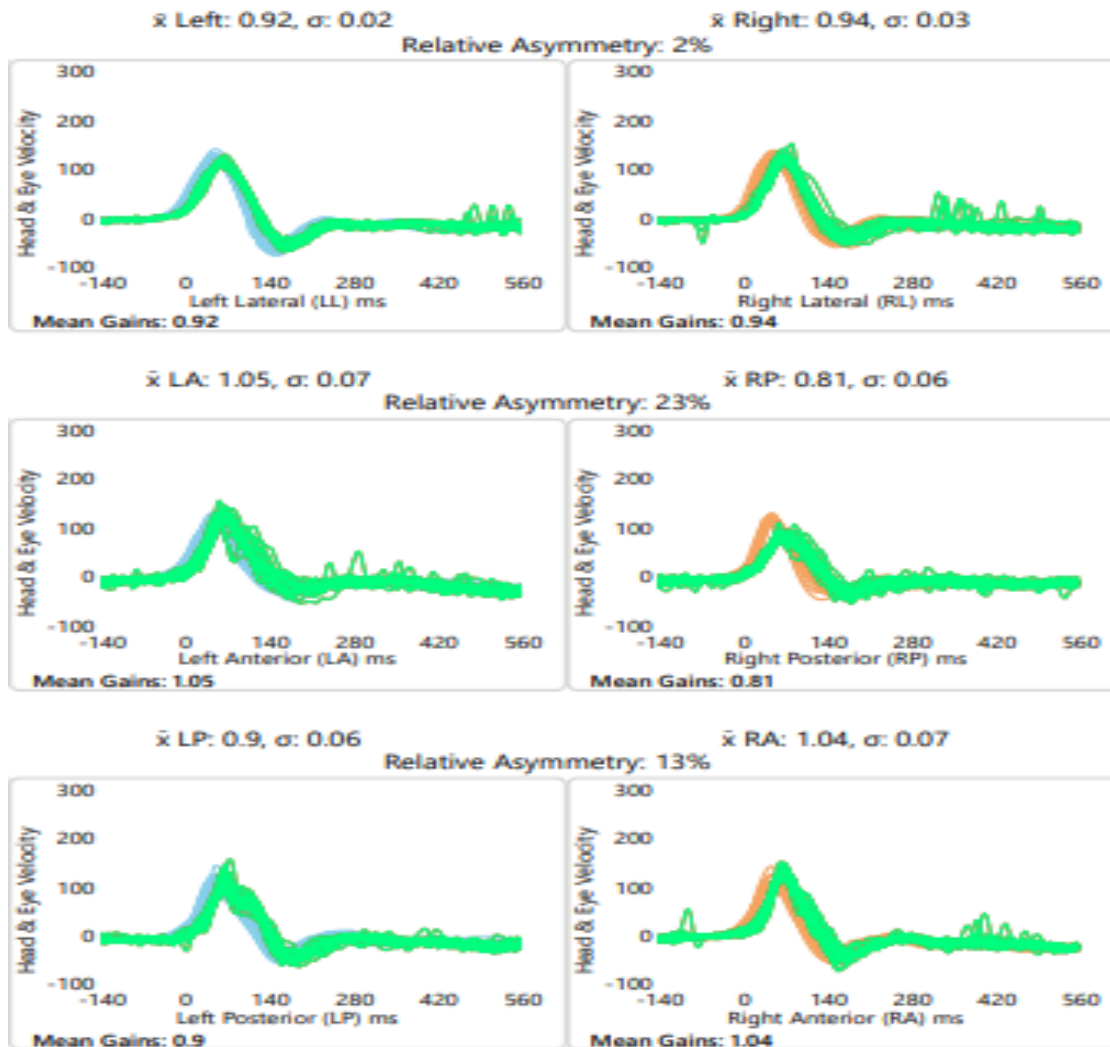 x̄ Left: 0.92, σ: 0.02
x̄ Right: 0.94, σ: 0.03
Relative Asymmetry: 2%
Head & Eye Velocity
300
200
100
0
-100
-140 0 140 280 420 560
Left Lateral (LL) ms
Mean Gains: 0.92
Head & Eye Velocity
300
200
100
0
-100
-140 0 140 280 420 560
Right Lateral (RL) ms
Mean Gains: 0.94
x̄ LA: 1.05, σ: 0.07
x̄ RP: 0.81, σ: 0.06
Relative Asymmetry: 23%
Head & Eye Velocity
300
200
100
0
-100
-140 0 140 280 420 560
Left Anterior (LA) ms
Mean Gains: 1.05
Head & Eye Velocity
300
200
100
0
-100
-140 0 140 280 420 560
Right Posterior (RP) ms
Mean Gains: 0.81
x̄ LP: 0.9, σ: 0.06
x̄ RA: 1.04, σ: 0.07
Relative Asymmetry: 13%
Head & Eye Velocity
300
200
100
0
-100
-140 0 140 280 420 560
Left Posterior (LP) ms
Mean Gains: 0.9
Head & Eye Velocity
300
200
100
0
-100
-140 0 140 280 420 560
Right Anterior (RA) ms
Mean Gains: 1.04